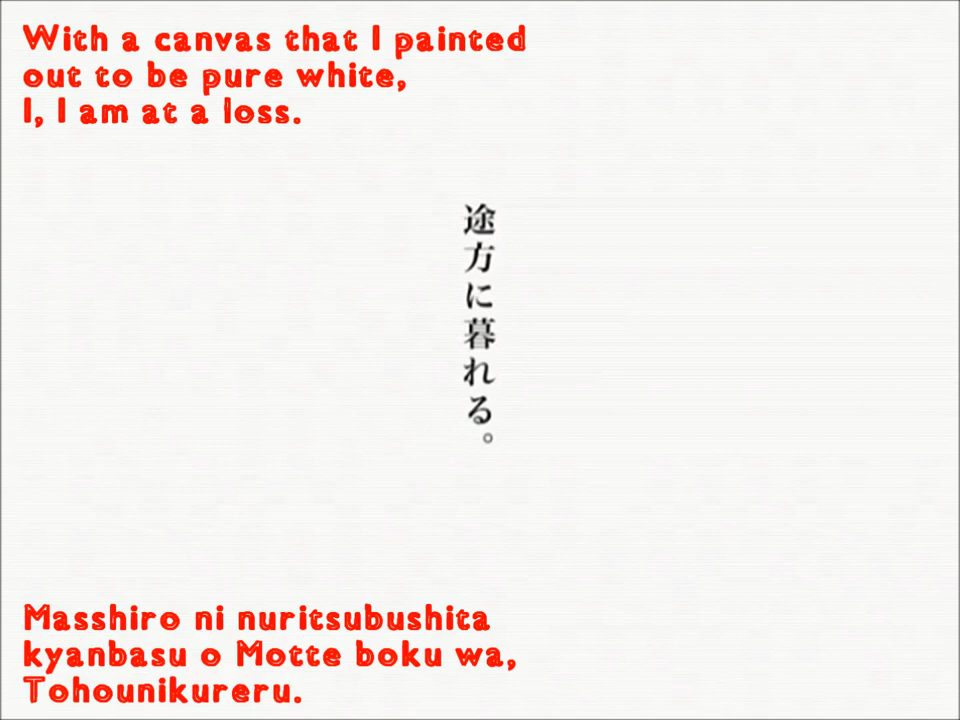 With a canvas that I painted
out to be pure white,
I, I am at a loss.
途方に暮れる。
Masshiro ni nuritsubushita
kyanbasu o Motte boku wa,
Tohounikureru.